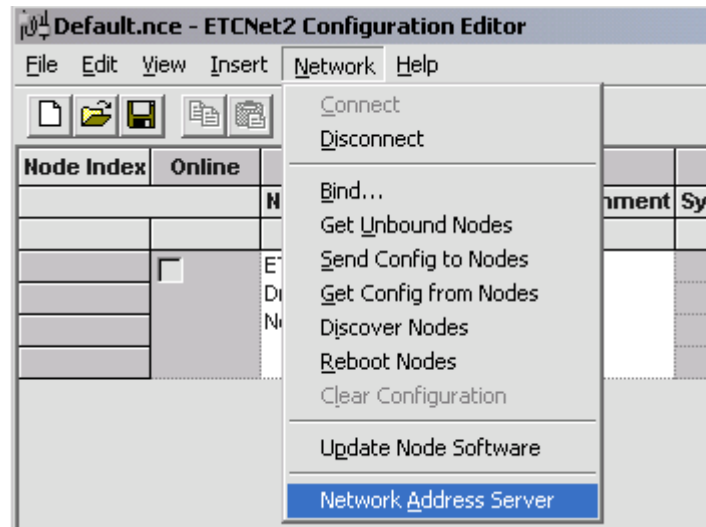 Default.nce - ETCNet2 Configuration Editor
File Edit View Insert Network Help
Connect
Disconnect
Node Index Online
Bind...
Get Unbound Nodes
Send Config to Nodes
Get Config from Nodes
Discover Nodes
Reboot Nodes
Clear Configuration
Update Node Software
Network Address Server